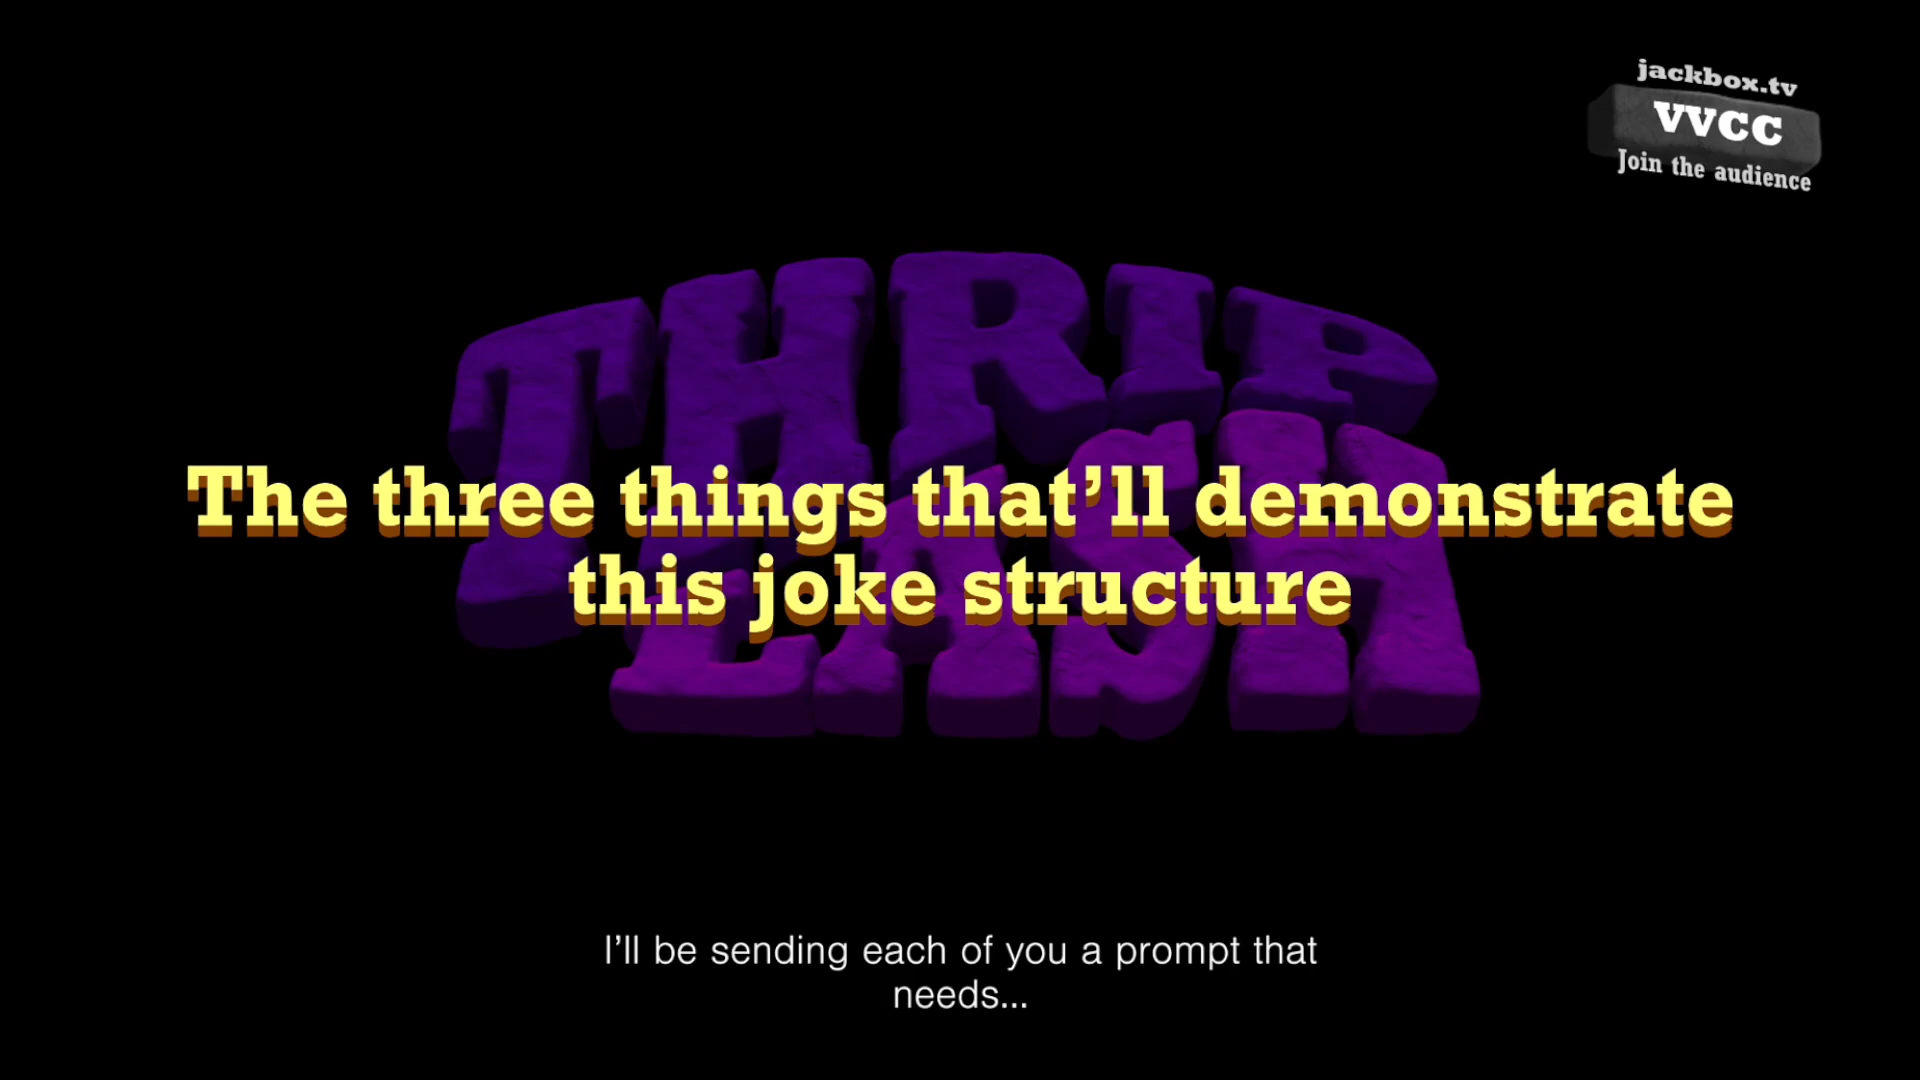 jackbox.tv
VVCC
Join the audience
THRIP
LASH
The three things that’ll demonstrate
this joke structure
I’ll be sending each of you a prompt that
needs...